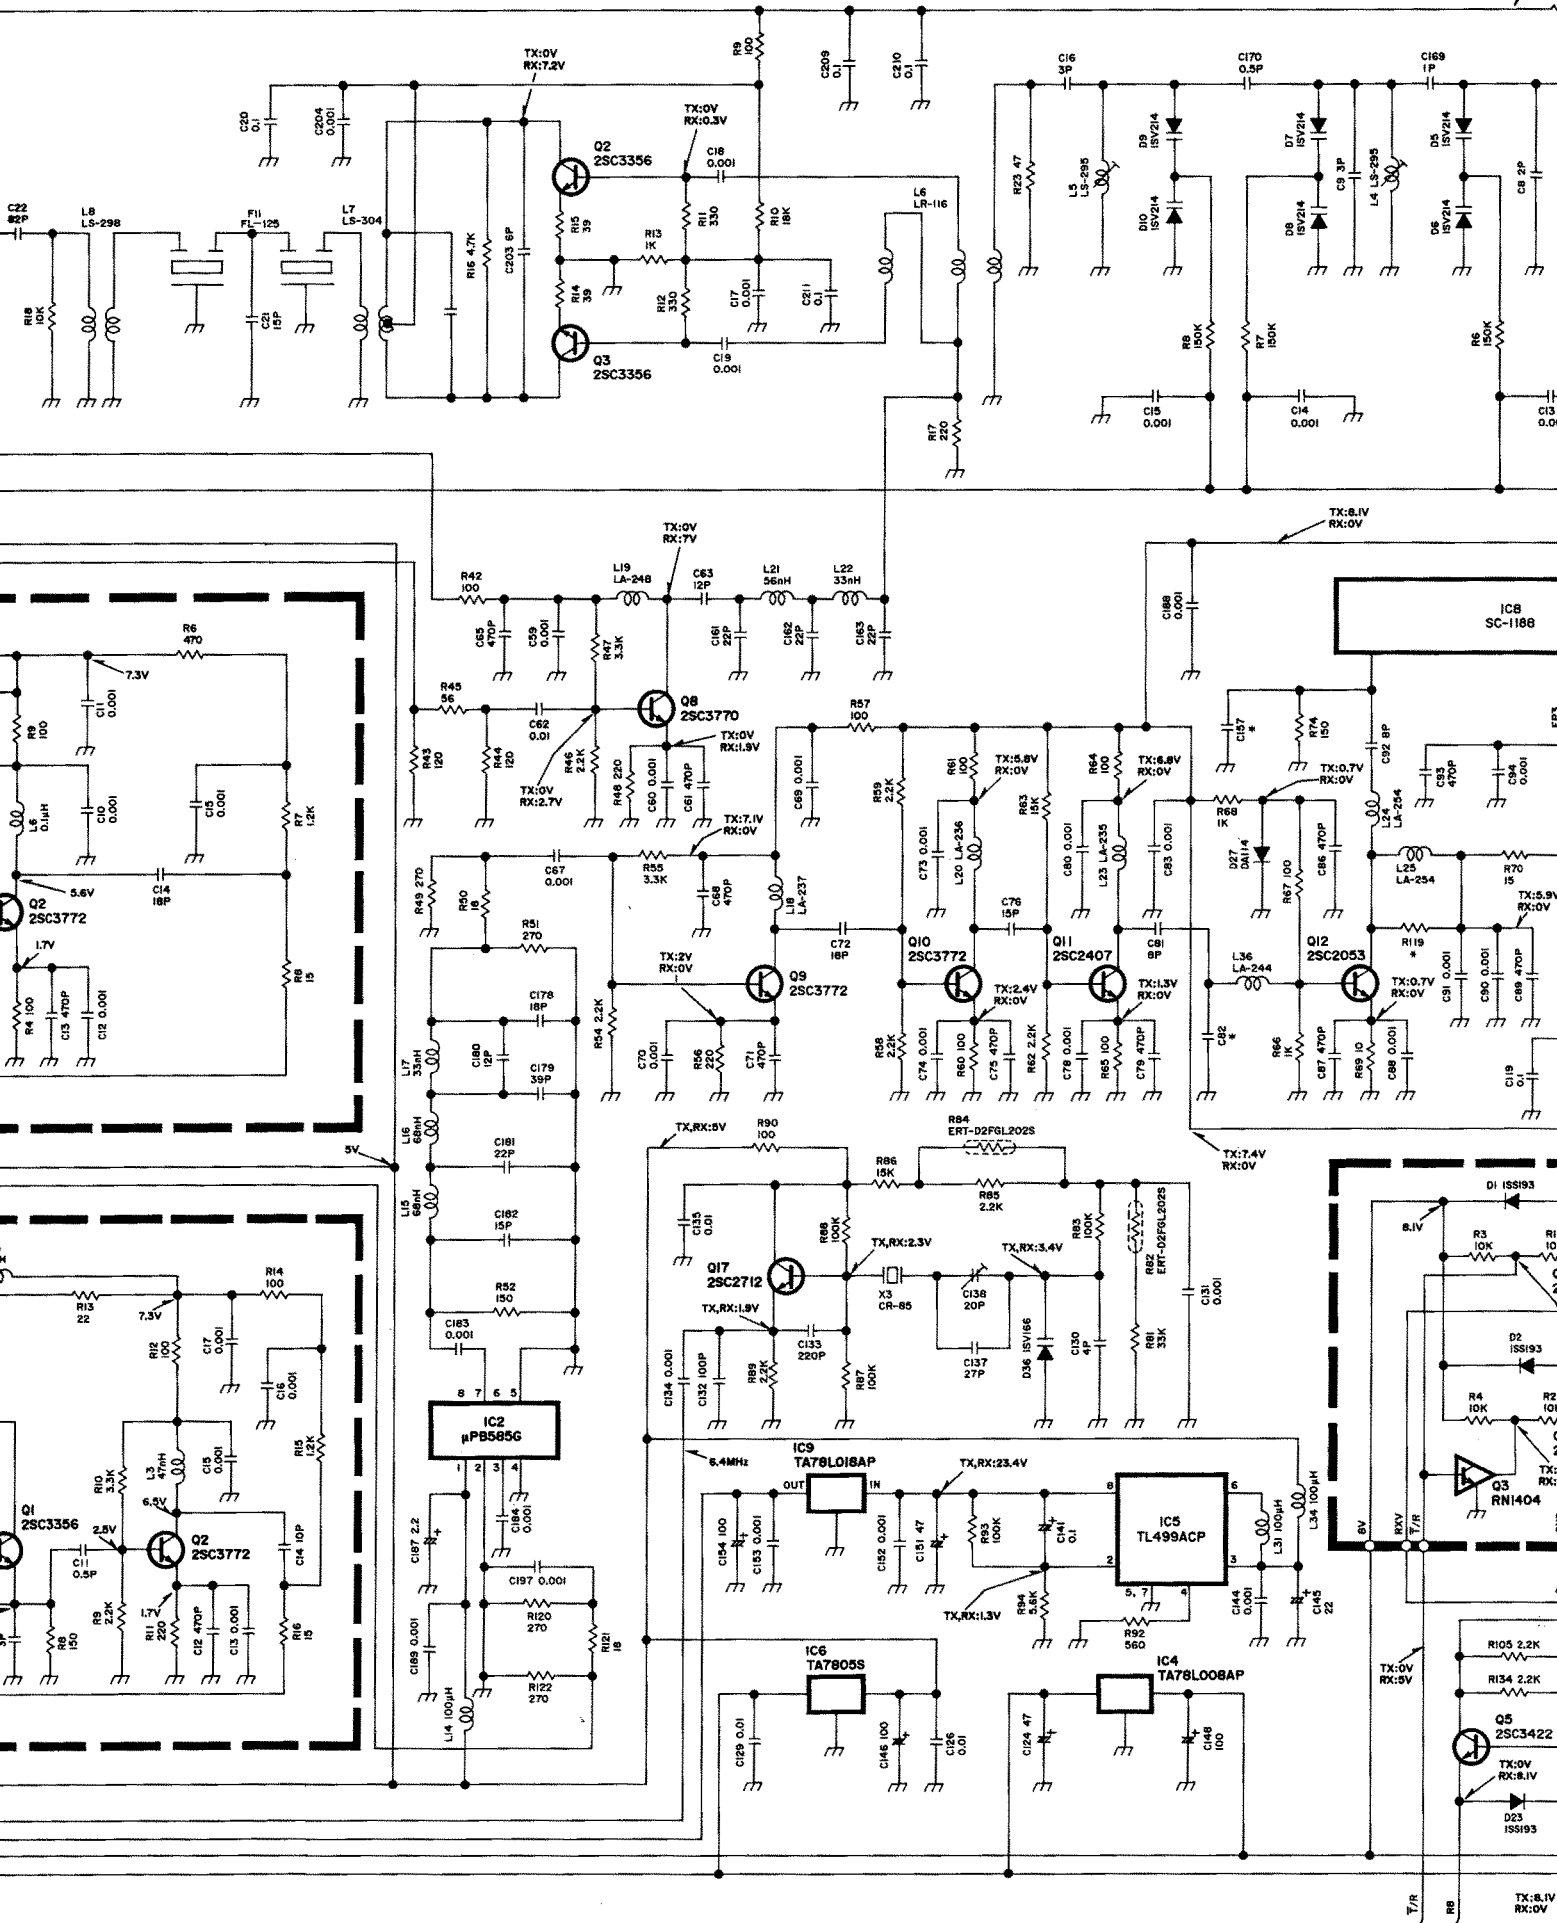 R9 100
C209 0.1
C210 0.1
C16
3P
C170
0.5P
C169
1P
TX:0V
RX:7.2V
C20 0.1
C204 0.001
TX:0V
RX:0.3V
Q2
2SC3356
C18
0.001
R23 47
L5 LS-295
D9 1SV214
D7 1SV214
C9 3P
L4 LS-295
D5 1SV214
C8 2P
C22
82P
L8
LS-298
F11
FL-125
L7
LS-304
R16 4.7K
C203 6P
R15 39
R13
1K
R11 330
R10 18K
L6
LR-116
D10 1SV214
D8 1SV214
D6 1SV214
R18 10K
C21 15P
R14 39
R12 330
C17 0.001
C211 0.1
R8 150K
R7 150K
R6 150K
Q3
2SC3356
C19
0.001
R17 220
C15
0.001
C14
0.001
C13
TX:8.1V
RX:0V
TX:0V
RX:7V
R42
100
L19
LA-248
C63
12P
L21
56nH
L22
33nH
C188 0.001
IC8
SC-1188
R6
470
C65 470P
C59 0.001
R47 3.3K
C161 22P
C162 22P
C163 22P
7.3V
R9 100
C11 0.001
R45
56
C62
0.01
Q8
2SC3770
R57
100
C157 *
R74 150
C92 8P
R43 120
R44 120
R46 2.2K
TX:0V
RX:1.9V
L6 0.1μH
C10 0.001
C15 0.001
R7 1.2K
TX:0V
RX:2.7V
R48 220
C60 0.001
C61 470P
C69 0.001
R59 2.2K
R61 100
TX:5.8V
RX:0V
R63 15K
R64 100
TX:6.8V
RX:0V
TX:0.7V
RX:0V
C93 470P
C94 0.001
TX:7.1V
RX:0V
R68
1K
L24 LA-254
5.6V
C14
18P
R49 270
R50 18
C67
0.001
R55
3.3K
C68 470P
L18 LA-237
C73 0.001
L20 LA-236
C80 0.001
L23 LA-235
C83 0.001
D27 DA114
R67 100
C86 470P
L25
LA-254
R70
15
Q2
2SC3772
R51
270
C72
18P
C76
15P
TX:5.9V
RX:0V
1.7V
R8 15
TX:2V
RX:0V
Q9
2SC3772
Q10
2SC3772
Q11
2SC2407
C81
8P
L36
LA-244
Q12
2SC2053
R119
*
R4 100
C13 470P
C12 0.001
C178
18P
TX:2.4V
RX:0V
TX:1.3V
RX:0V
TX:0.7V
RX:0V
C91 0.001
C90 0.001
C89 470P
L17 33nH
C180 12P
C179
39P
R54 2.2K
C70 0.001
R56 220
C71 470P
R58 2.2K
C74 0.001
R60 100
C75 470P
R62 2.2K
C78 0.001
R65 100
C79 470P
C82 *
R66 1K
C87 470P
R69 10
C88 0.001
C119 0.1
L16 68nH
TX,RX:5V
R90
100
R84
ERT-D2FGL202S
5V
C181
22P
TX:7.4V
RX:0V
L15 68nH
C182
15P
C135 0.01
R88 100K
R86
15K
R85
2.2K
R83 100K
R82 ERT-D2FGL202S
D1 1SS193
8.1V
R3
10K
R14
100
Q17
2SC2712
TX,RX:2.3V
TX,RX:3.4V
X3
CR-85
C138
20P
C131 0.001
R13
22
7.3V
R52
150
C183
0.001
TX,RX:1.9V
C133
220P
C137
27P
D36 1SV166
C130 4P
R81 33K
D2
1SS193
R12 100
C17 0.001
C16 0.001
C134 0.001
C132 100P
R89 2.2K
R87 100K
R4
10K
8 7 6 5
IC2
μPB585G
1 2 3 4
6.4MHz
IC9
TA78L018AP
OUT
IN
TX,RX:23.4V
8
6
IC5
TL499ACP
2
3
5, 7
4
L34 100μH
L31 100μH
Q3
RN1404
R10 3.3K
L3 47nH
C15 0.001
R15 1.2K
6.5V
2.5V
Q1
2SC3356
C11
0.5P
Q2
2SC3772
C14 10P
C187 2.2
C184 0.001
C154 100
C153 0.001
C152 0.001
C151 47
R93 100K
C141 0.1
8V
RXV
T/R
C197 0.001
R120
270
R121 18
R122
270
C189 0.001
TX,RX:1.3V
R94 5.6K
R92
560
C144 0.001
C145 22
1.7V
R8 150
R9 2.2K
R11 220
C12 470P
C13 0.001
R16 15
L14 100μH
IC6
TA7805S
IC4
TA78L008AP
TX:0V
RX:5V
R105 2.2K
R134 2.2K
Q5
2SC3422
C129 0.01
C146 100
C126 0.01
C124 47
C148 100
TX:0V
RX:8.1V
D23
1SS193
T/R
R8
TX:8.1V
RX:0V